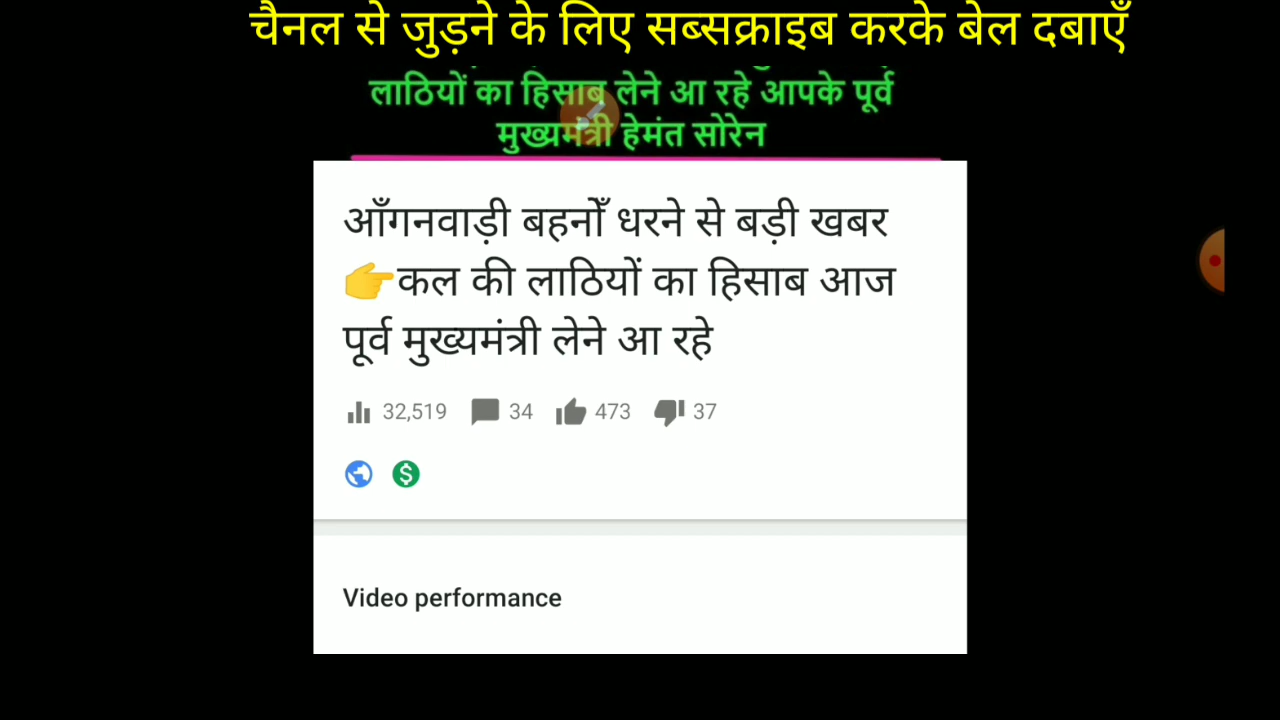 चैनल से जुड़ने के लिए सब्सक्राइब करके बेल दबाएँ
लाठियों का हिसाब लेने आ रहे आपके पूर्व
मुख्यमंत्री हेमंत सोरेन
आँगनवाड़ी बहनोँ धरने से बड़ी खबर
👉कल की लाठियों का हिसाब आज
पूर्व मुख्यमंत्री लेने आ रहे
32,519 34 473 37
Video performance